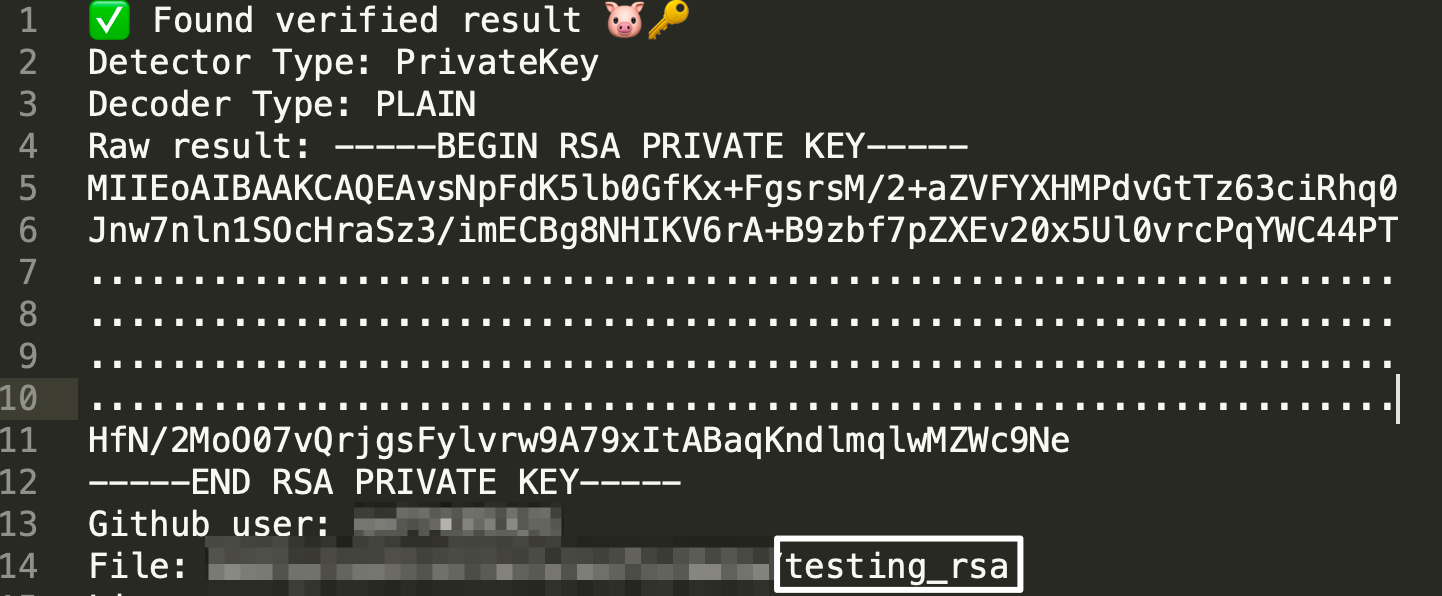 1 ✅ Found verified result 🐷🔑
2 Detector Type: PrivateKey
3 Decoder Type: PLAIN
4 Raw result: -----BEGIN RSA PRIVATE KEY-----
5 MIIEoAIBAAKCAQEAvsNpFdK5lb0GfKx+FgsrsM/2+aZVFYXHMPdvGtTz63ciRhq0
6 Jnw7nln1SOcHraSz3/imECBg8NHIKV6rA+B9zbf7pZXEv20x5Ul0vrcPqYWC44PT
7 ................................................................
8 ................................................................
9 ................................................................
10 ................................................................
11 HfN/2MoO07vQrjgsFylvrw9A79xItABaqKndlmqlwMZWc9Ne
12 -----END RSA PRIVATE KEY-----
13 Github user:
14 File: testing_rsa